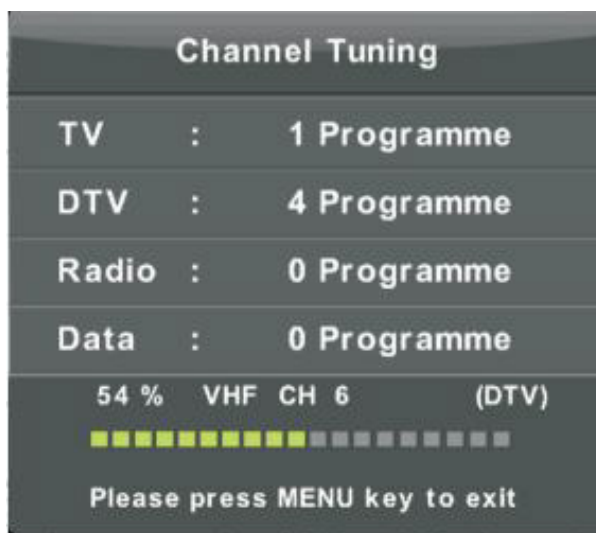 Channel Tuning
TV : 1 Programme
DTV : 4 Programme
Radio : 0 Programme
Data : 0 Programme
54 % VHF CH 6 (DTV)
Please press MENU key to exit